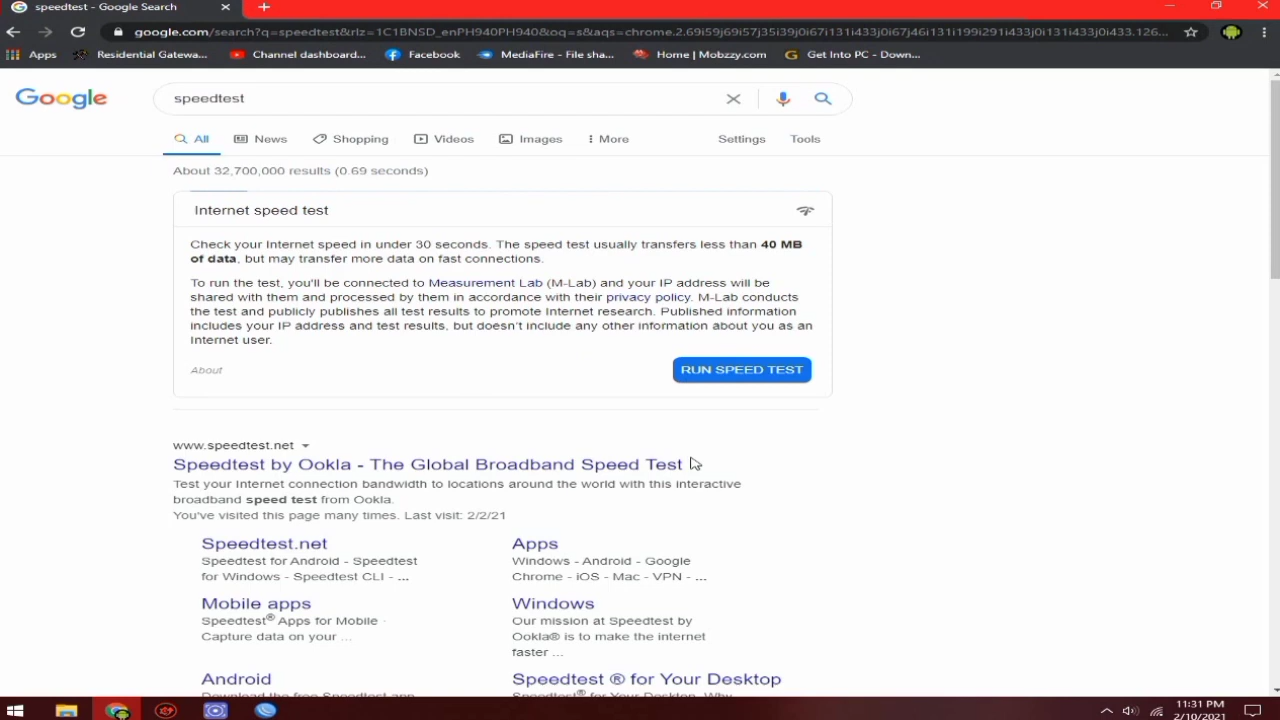 speedtest - Google Search
google.com/search?q=speedtest&rlz=1C1BNSD_enPH940PH940&oq=s&aqs=chrome.2.69i59j69i57j35i39j0i67i131i433j0i67j46i131i199i291i433j0i131i433j0i433.126...
Apps Residential Gatewa... Channel dashboard... Facebook MediaFire - File sha... Home | Mobzzy.com Get Into PC - Down...
Google speedtest
All News Shopping Videos Images More Settings Tools
About 32,700,000 results (0.69 seconds)
Internet speed test
Check your Internet speed in under 30 seconds. The speed test usually transfers less than 40 MB
of data, but may transfer more data on fast connections.
To run the test, you'll be connected to Measurement Lab (M-Lab) and your IP address will be
shared with them and processed by them in accordance with their privacy policy. M-Lab conducts
the test and publicly publishes all test results to promote Internet research. Published information
includes your IP address and test results, but doesn't include any other information about you as an
Internet user.
About RUN SPEED TEST
www.speedtest.net
Speedtest by Ookla - The Global Broadband Speed Test
Test your Internet connection bandwidth to locations around the world with this interactive
broadband speed test from Ookla.
You've visited this page many times. Last visit: 2/2/21
Speedtest.net
Speedtest for Android - Speedtest
for Windows - Speedtest CLI - ...
Apps
Windows - Android - Google
Chrome - iOS - Mac - VPN - ...
Mobile apps
Speedtest® Apps for Mobile ·
Capture data on your ...
Windows
Our mission at Speedtest by
Ookla® is to make the internet
faster ...
Android
Download the free Speedtest app
Speedtest ® for Your Desktop
Speedtest® for Your Desktop. Why
11:31 PM
2/10/2021